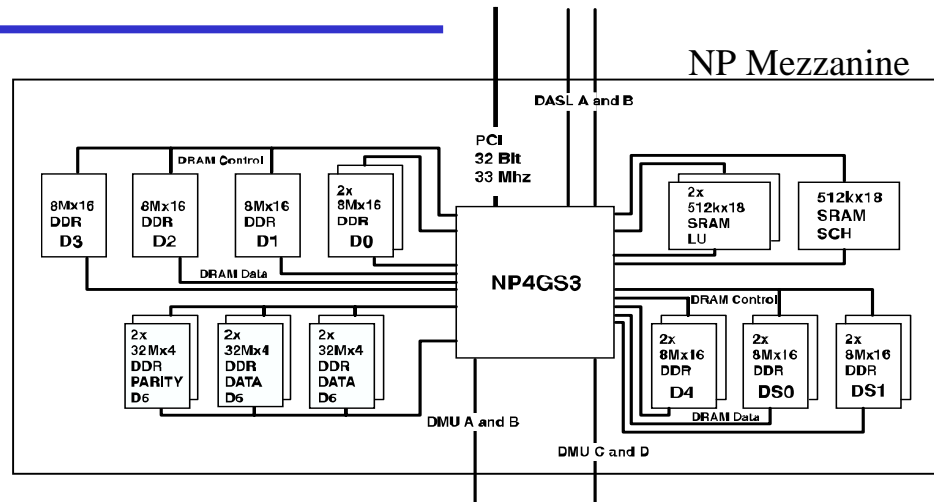 NP Mezzanine
DASL A and B
PCI
32 Bit
33 Mhz
DRAM Control
8Mx16
DDR
D3
8Mx16
DDR
D2
8Mx16
DDR
D1
2x
8Mx16
DDR
D0
2x
512kx18
SRAM
LU
512kx18
SRAM
SCH
DRAM Data
NP4GS3
DRAM Control
2x
32Mx4
DDR
PARITY
D6
2x
32Mx4
DDR
DATA
D6
2x
32Mx4
DDR
DATA
D6
2x
8Mx16
DDR
D4
2x
8Mx16
DDR
DS0
2x
8Mx16
DDR
DS1
DRAM Data
DMU A and B
DMU C and D